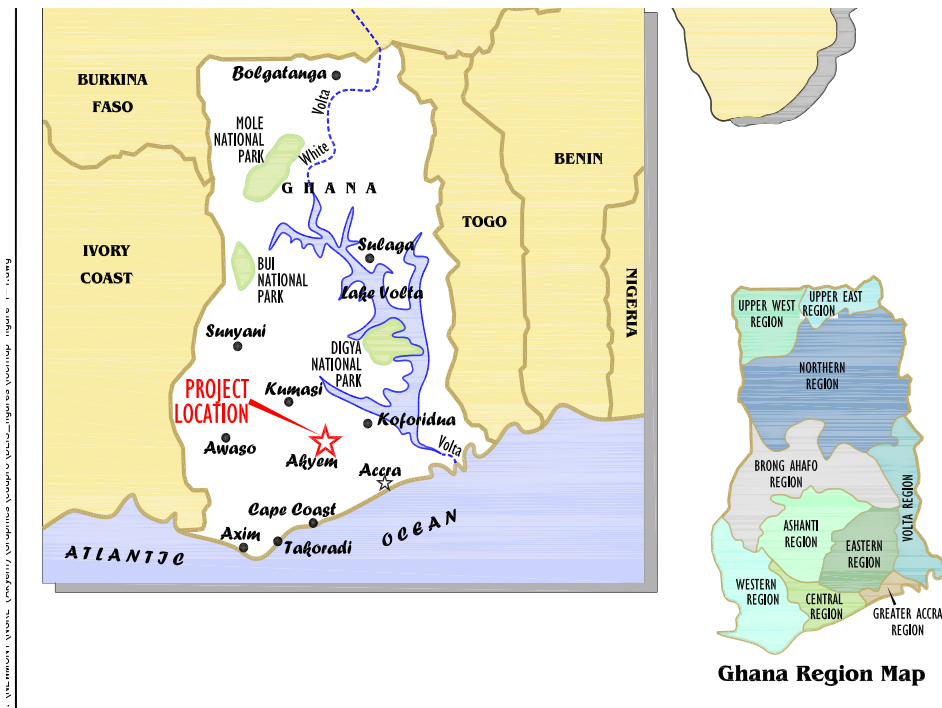 Bolgatanga
BURKINA
FASO
Volta
MOLE
NATIONAL
PARK
White
BENIN
GHANA
TOGO
IVORY
COAST
Sulaga
BUI
NATIONAL
PARK
Lake Volta
NIGERIA
Sunyani
DIGYA
NATIONAL
PARK
PROJECT
LOCATION
Kumasi
Koforidua
Awaso
Akyem
Volta
Accra
Cape Coast
Axim
Takoradi
ATLANTIC
OCEAN
UPPER WEST
REGION
UPPER EAST
REGION
NORTHERN
REGION
BRONG AHAFO
REGION
VOLTA REGION
ASHANTI
REGION
EASTERN
REGION
WESTERN
REGION
CENTRAL
REGION
GREATER ACCRA
REGION
Ghana Region Map